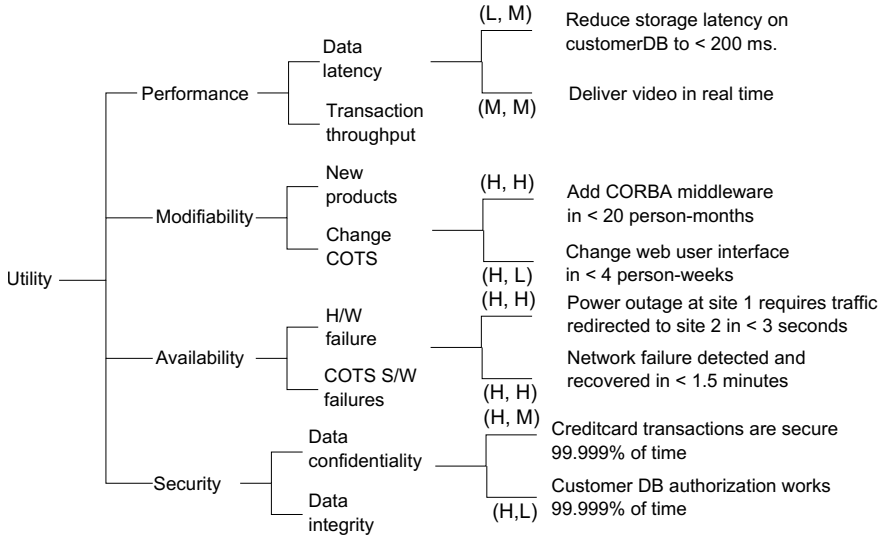 Utility
Performance
Data
latency
(L, M)
Reduce storage latency on
customerDB to < 200 ms.
(M, M)
Deliver video in real time
Transaction
throughput
Modifiability
New
products
(H, H)
Add CORBA middleware
in < 20 person-months
Change
COTS
(H, L)
Change web user interface
in < 4 person-weeks
Availability
H/W
failure
(H, H)
Power outage at site 1 requires traffic
redirected to site 2 in < 3 seconds
COTS S/W
failures
(H, H)
Network failure detected and
recovered in < 1.5 minutes
Security
Data
confidentiality
(H, M)
Creditcard transactions are secure
99.999% of time
Data
integrity
(H,L)
Customer DB authorization works
99.999% of time